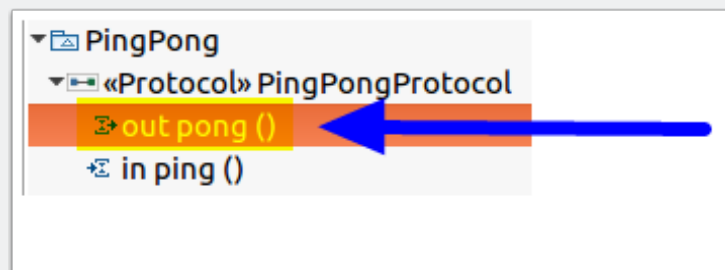 PingPong
«Protocol» PingPongProtocol
out pong ()
in ping ()